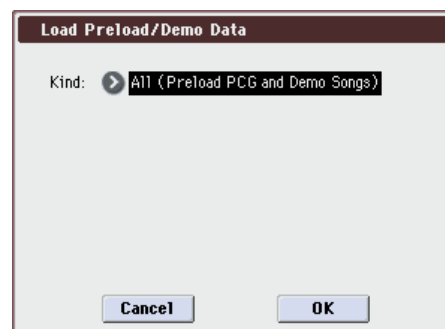 Load Preload/Demo Data
Kind: All (Preload PCG and Demo Songs)
Cancel OK